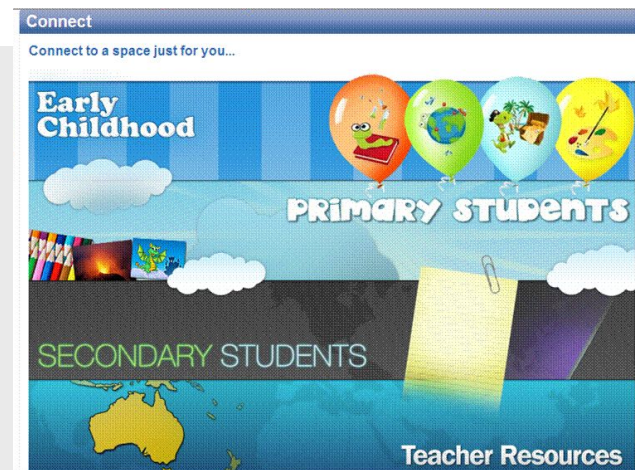 Connect
Connect to a space just for you...
Early
Childhood
PRIMARY STUDENTS
SECONDARY STUDENTS
Teacher Resources